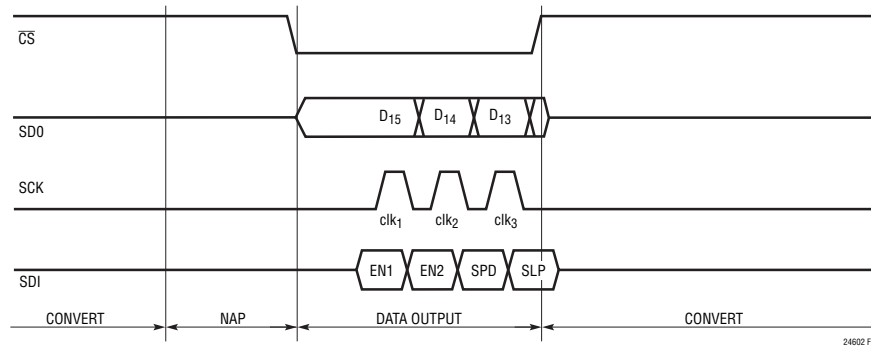 CS
SD0
D15 D14 D13
SCK
clk1 clk2 clk3
SDI
EN1 EN2 SPD SLP
CONVERT NAP DATA OUTPUT CONVERT
24602 F